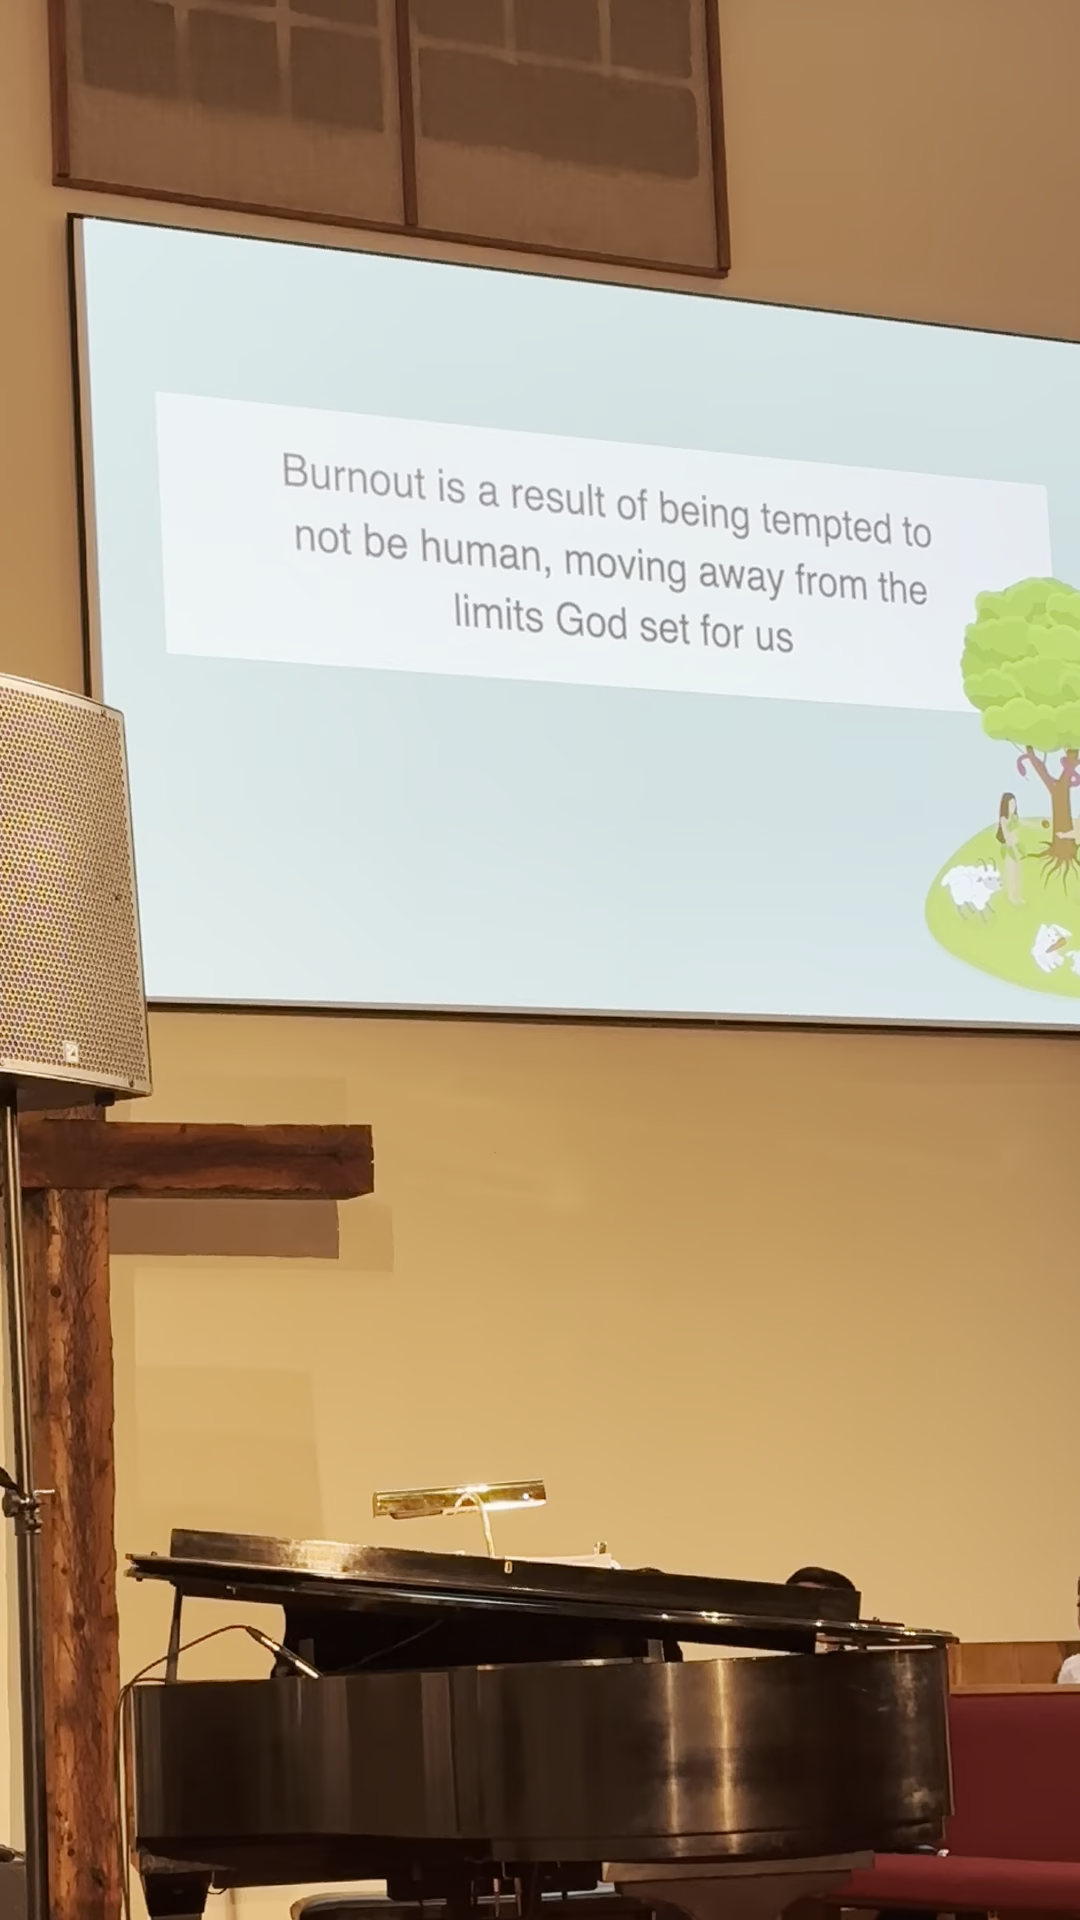 Burnout is a result of being tempted to
not be human, moving away from the
limits God set for us